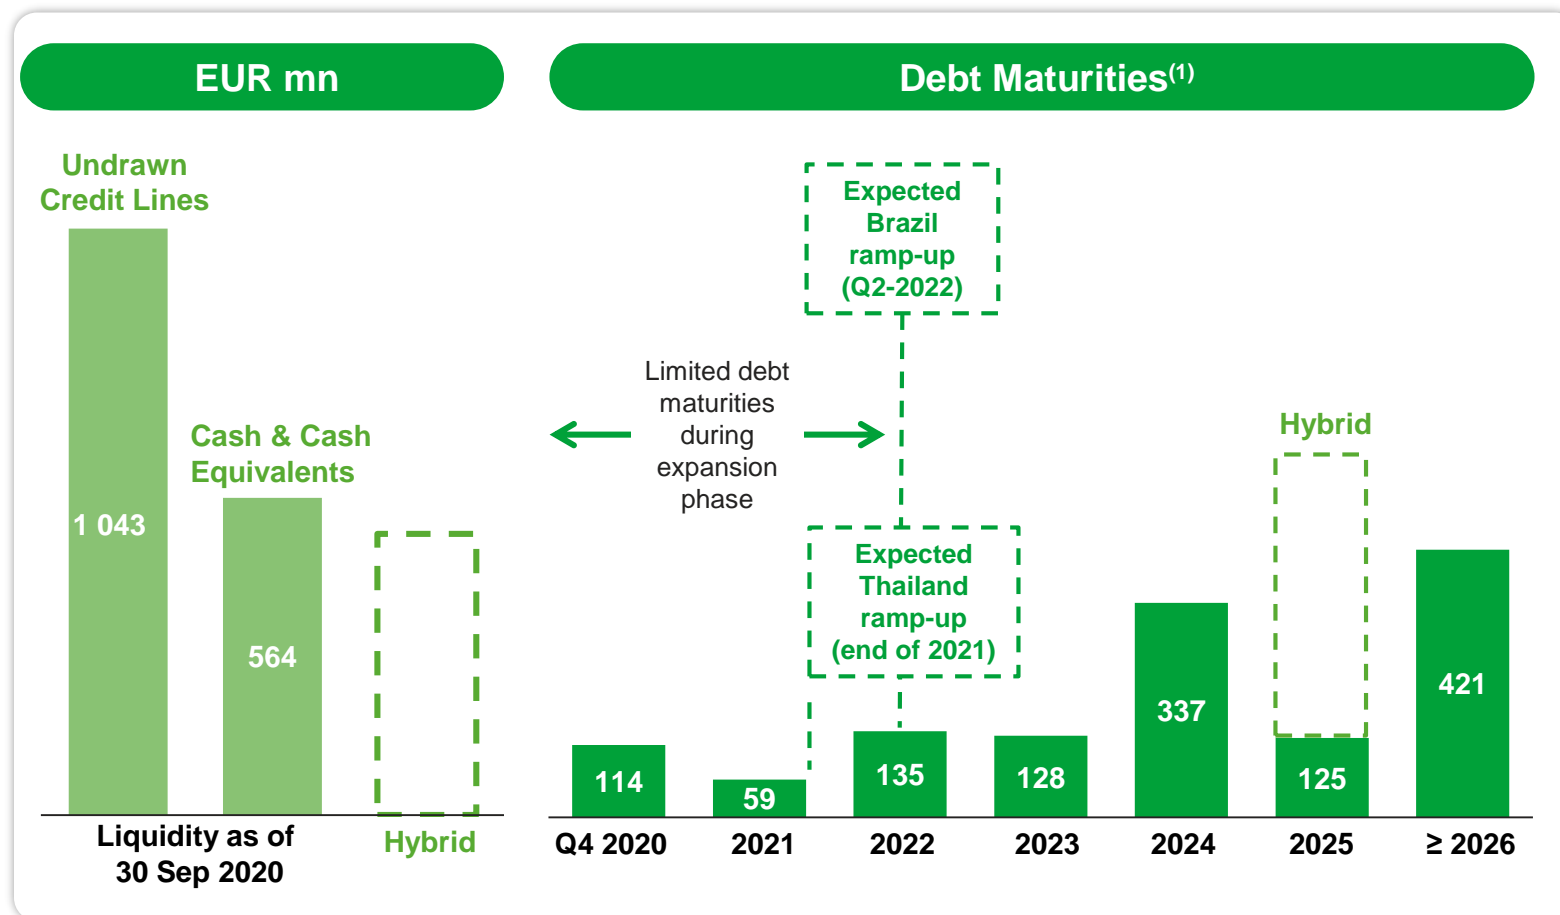 EUR mn
Undrawn
Credit Lines
1 043
Cash & Cash
Equivalents
564
Liquidity as of
30 Sep 2020
Hybrid
Debt Maturities(1)
Expected
Brazil
ramp-up
(Q2-2022)
Limited debt
maturities
during
expansion
phase
Expected
Thailand
ramp-up
(end of 2021)
Hybrid
114
59
135
128
337
125
421
Q4 2020
2021
2022
2023
2024
2025
≥ 2026